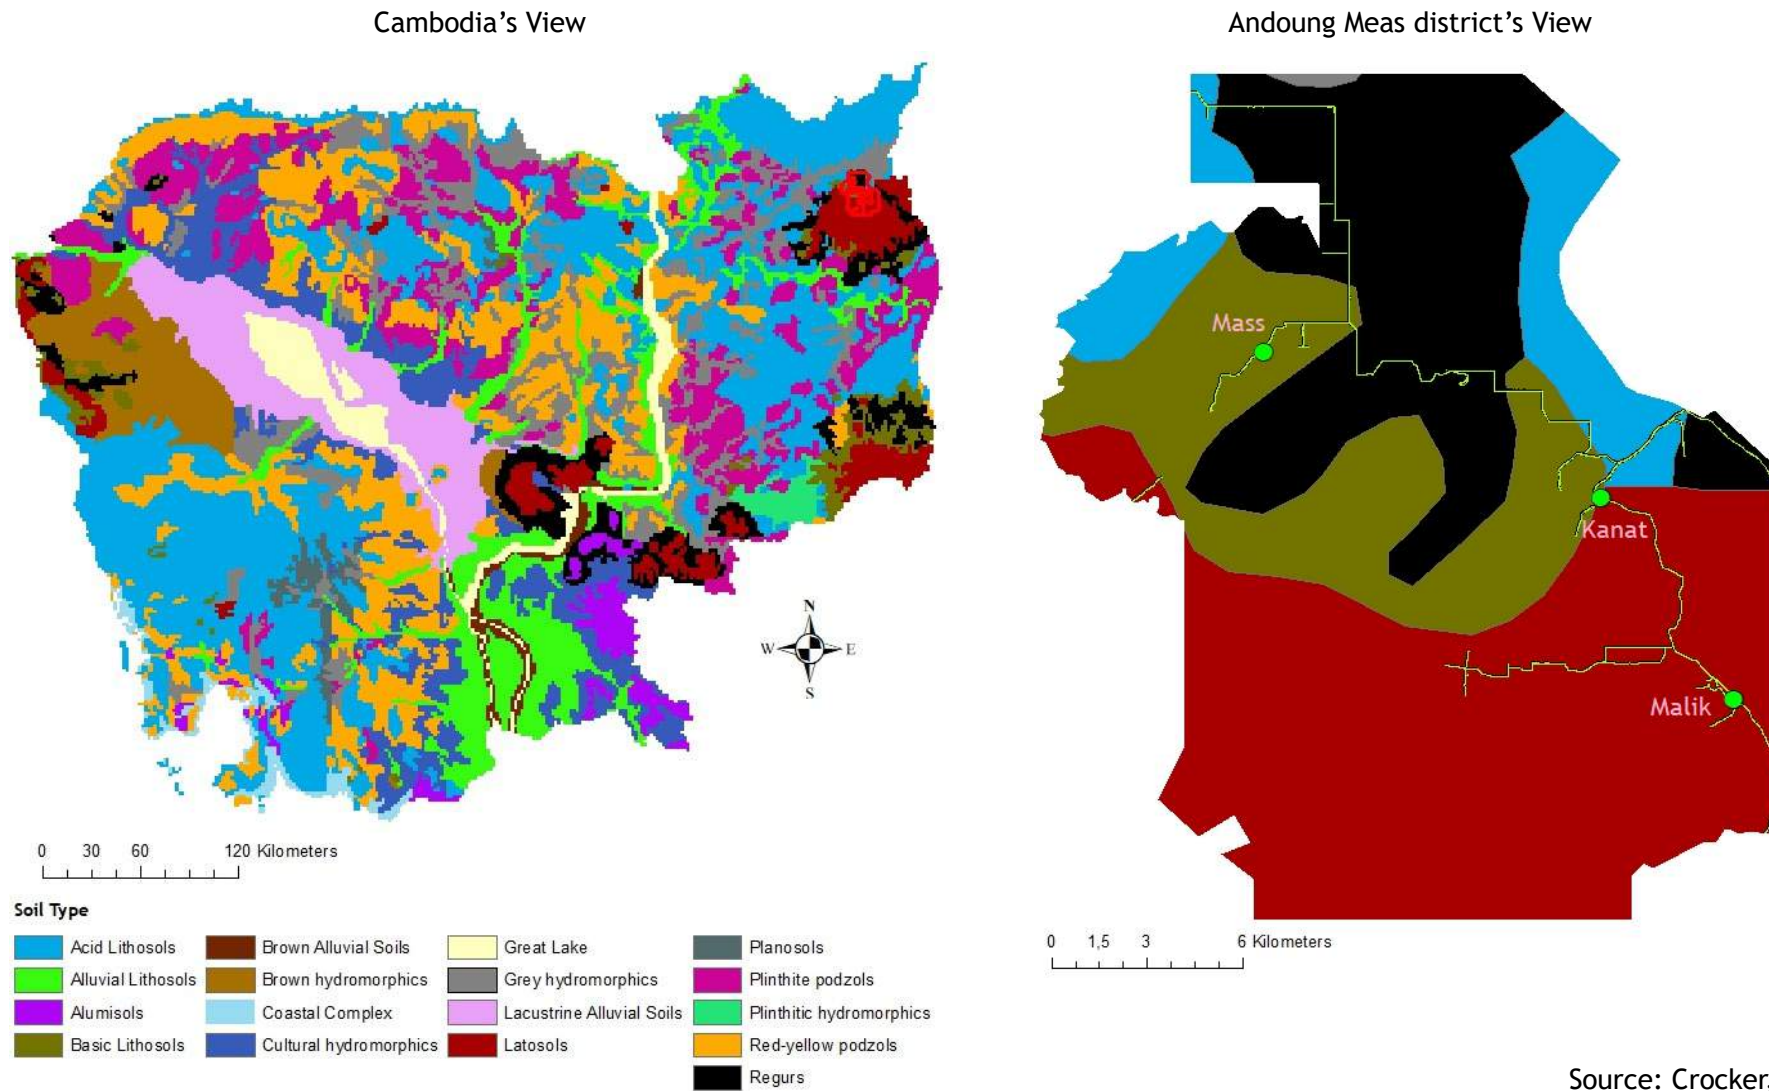 Cambodia's View
Andoung Meas district's View
Mass
Kanat
Malik
N
W E
S
0 30 60 120 Kilometers
0 1,5 3 6 Kilometers
Soil Type
Acid Lithosols
Alluvial Lithosols
Alumisols
Basic Lithosols
Brown Alluvial Soils
Brown hydromorphics
Coastal Complex
Cultural hydromorphics
Great Lake
Grey hydromorphics
Lacustrine Alluvial Soils
Latosols
Planosols
Plinthite podzols
Plinthitic hydromorphics
Red-yellow podzols
Regurs
Source: Crocker